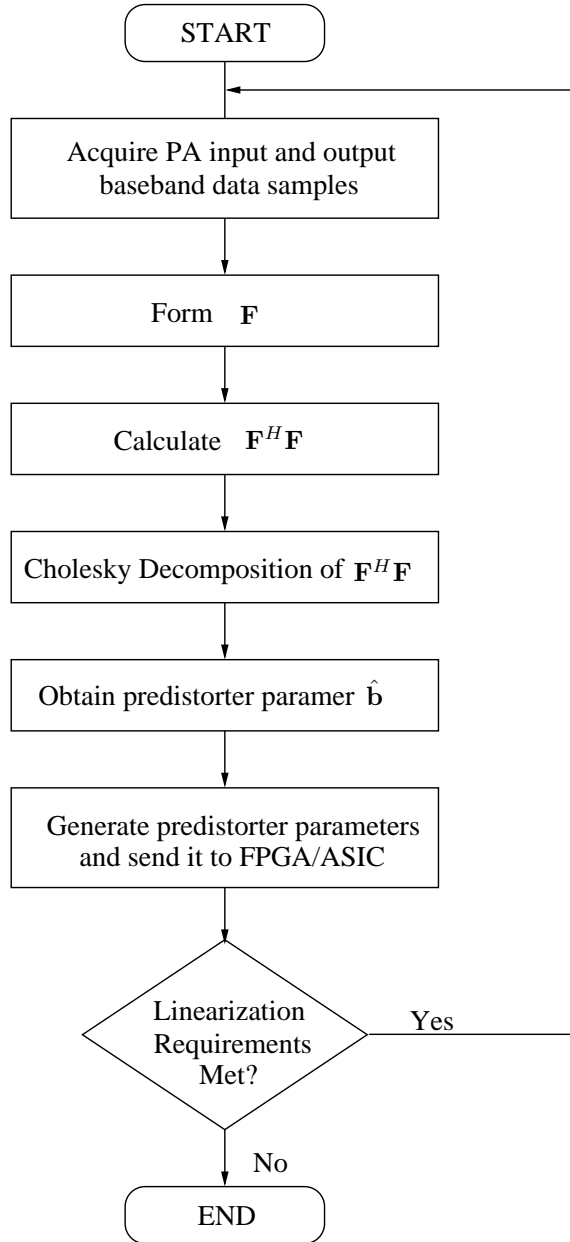 START
Acquire PA input and output
baseband data samples
Form F
Calculate F^H F
Cholesky Decomposition of F^H F
Obtain predistorter paramer b̂
Generate predistorter parameters
and send it to FPGA/ASIC
Linearization
Requirements
Met?
Yes
No
END